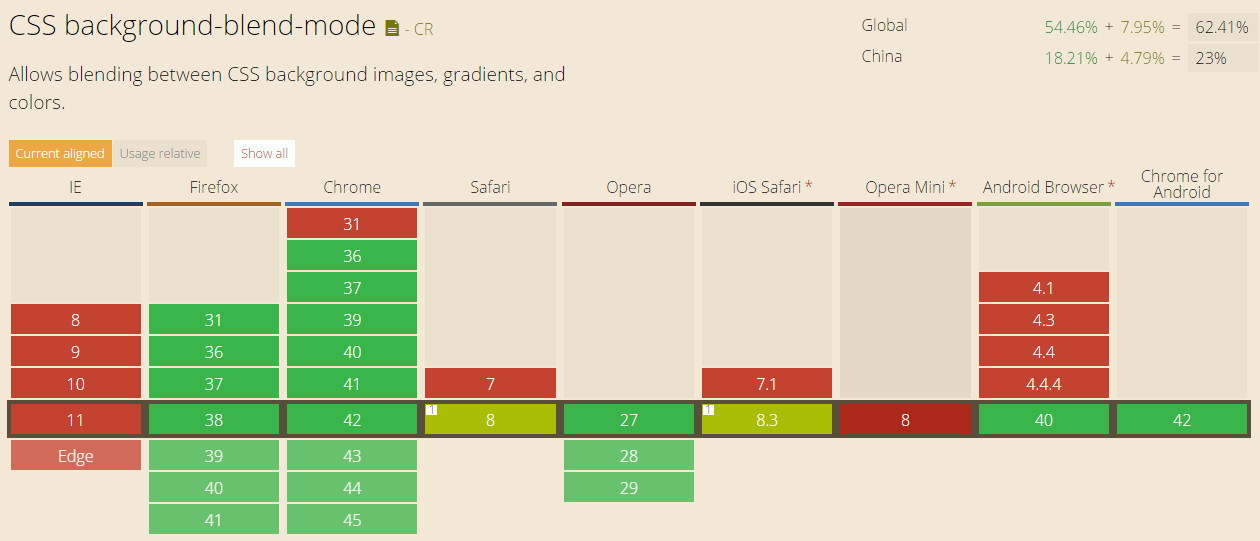 CSS background-blend-mode - CR
Global 54.46% + 7.95% = 62.41%
China 18.21% + 4.79% = 23%
Allows blending between CSS background images, gradients, and
colors.
Current aligned Usage relative Show all
IE Firefox Chrome Safari Opera iOS Safari * Opera Mini * Android Browser * Chrome for
Android
31
36
37 4.1
8 31 39 4.3
9 36 40 4.4
10 37 41 7 7.1 4.4.4
11 38 42 1 8 27 1 8.3 8 40 42
Edge 39 43 28
40 44 29
41 45